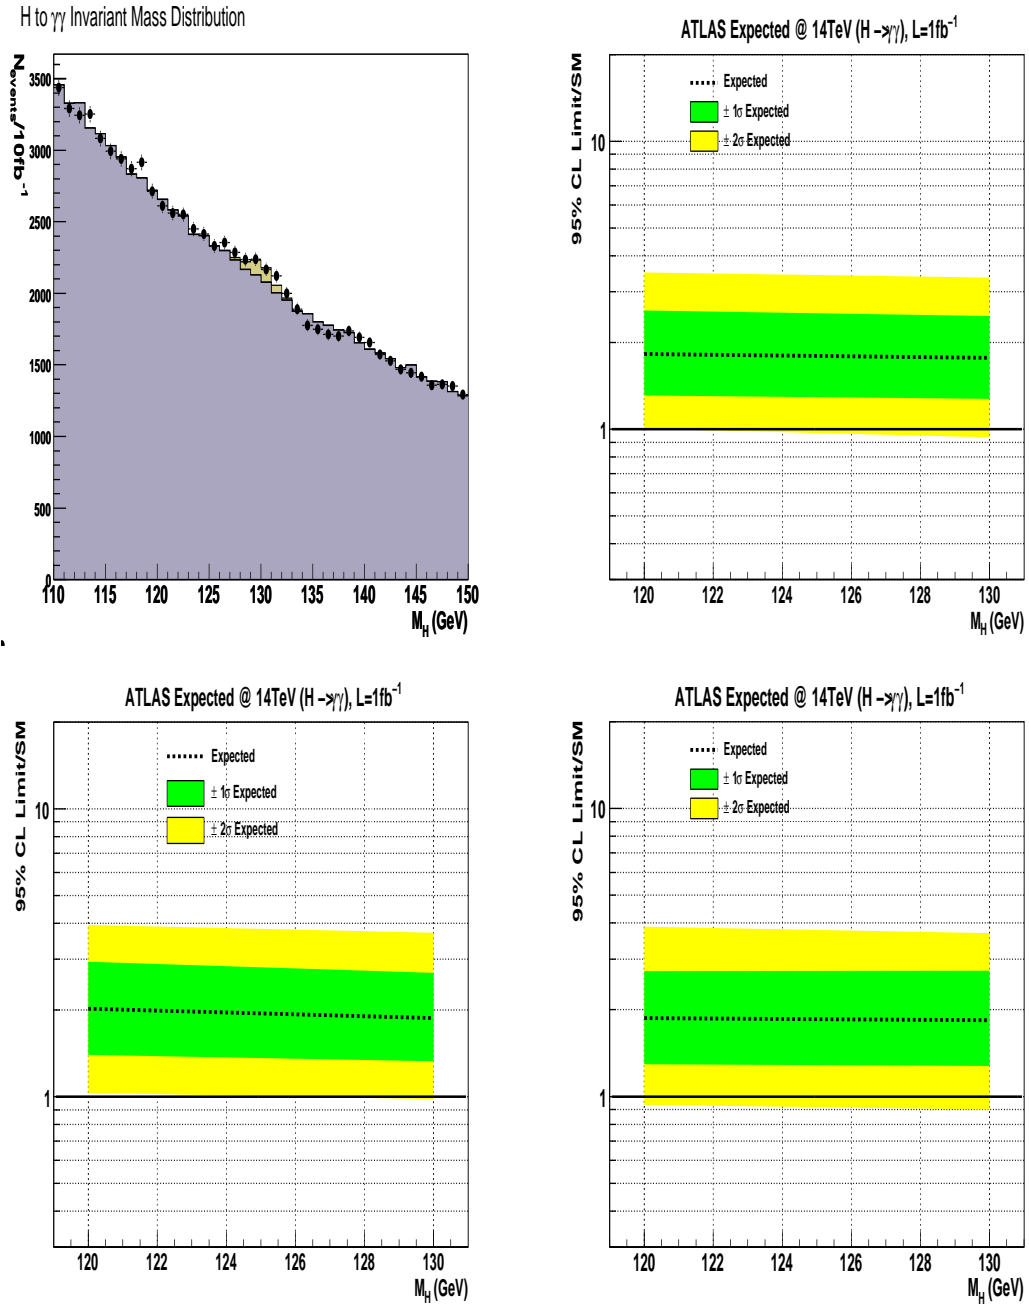 H to γγ Invariant Mass Distribution
N_events/10fb⁻¹
3500
3000
2500
2000
1500
1000
500
0
110 115 120 125 130 135 140 145 150
M_H (GeV)
ATLAS Expected @ 14TeV (H –>γγ), L=1fb⁻¹
95% CL Limit/SM
Expected
± 1σ Expected
± 2σ Expected
10
1
120 122 124 126 128 130
M_H (GeV)
ATLAS Expected @ 14TeV (H –>γγ), L=1fb⁻¹
95% CL Limit/SM
Expected
± 1σ Expected
± 2σ Expected
10
1
120 122 124 126 128 130
M_H (GeV)
ATLAS Expected @ 14TeV (H –>γγ), L=1fb⁻¹
95% CL Limit/SM
Expected
± 1σ Expected
± 2σ Expected
10
1
120 122 124 126 128 130
M_H (GeV)